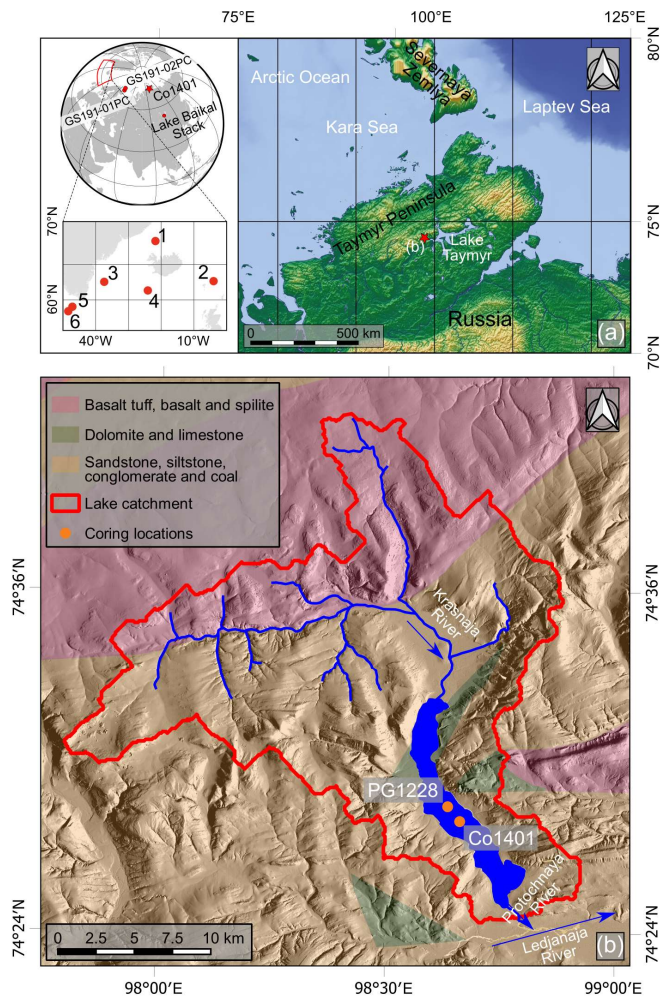 75°E
100°E
125°E
80°N
75°N
70°N
GS191-02PC
GS191-01PC
Co1401
Lake Baikal
Stack
70°N
60°N
1
2
3
4
5
6
40°W
10°W
Arctic Ocean
Severnaya
Zemlya
Laptev Sea
Kara Sea
Taymyr Peninsula
(b)
Lake
Taymyr
Russia
0
500 km
(a)
Basalt tuff, basalt and spilite
Dolomite and limestone
Sandstone, siltstone,
conglomerate and coal
Lake catchment
Coring locations
74°36'N
74°36'N
Krasnaja
River
PG1228
Co1401
Protochnaya
River
Ledjanaja
River
74°24'N
74°24'N
0
2.5
5
7.5
10 km
(b)
98°00'E
98°30'E
99°00'E